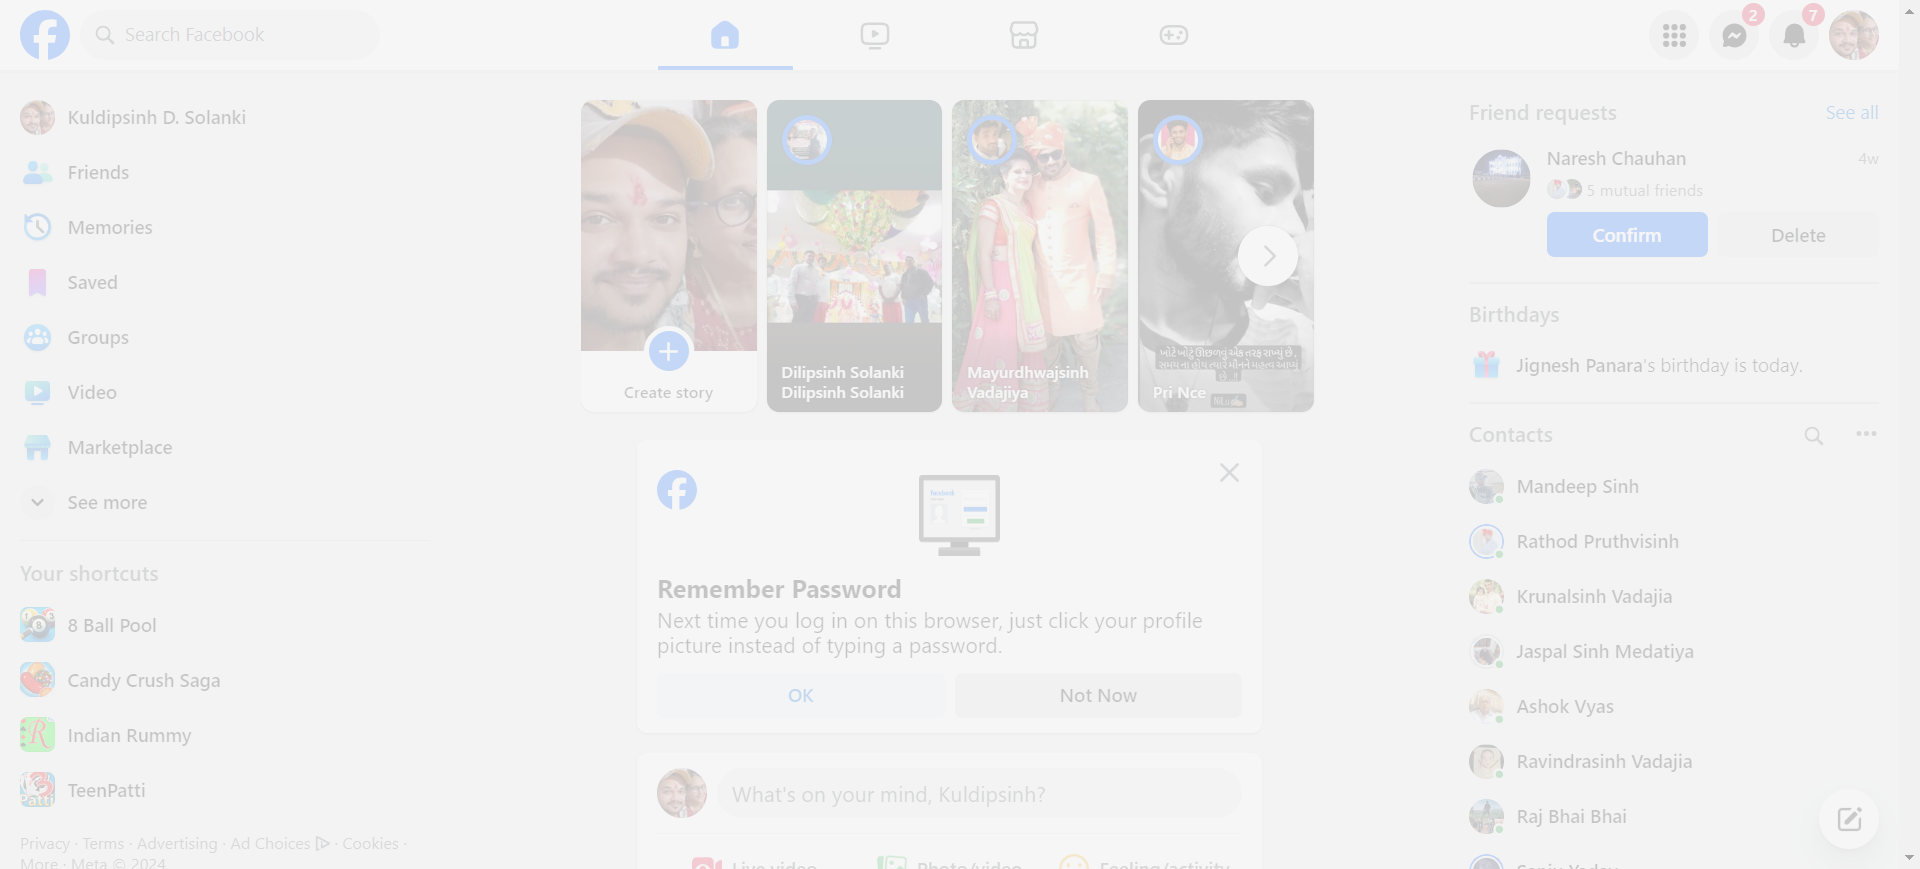 Search Facebook
2
7
Kuldipsinh D. Solanki
Friends
Memories
Saved
Groups
Video
Marketplace
See more
Your shortcuts
8 Ball Pool
Candy Crush Saga
Indian Rummy
TeenPatti
Privacy · Terms · Advertising · Ad Choices · Cookies ·
More · Meta © 2024
Create story
Dilipsinh Solanki
Dilipsinh Solanki
Mayurdhwajsinh
Vadajiya
Pri Nce
facebook
Remember Password
Next time you log in on this browser, just click your profile
picture instead of typing a password.
OK
Not Now
What's on your mind, Kuldipsinh?
Live video
Photo/video
Feeling/activity
Friend requests
See all
Naresh Chauhan
4w
5 mutual friends
Confirm
Delete
Birthdays
Jignesh Panara's birthday is today.
Contacts
Mandeep Sinh
Rathod Pruthvisinh
Krunalsinh Vadajia
Jaspal Sinh Medatiya
Ashok Vyas
Ravindrasinh Vadajia
Raj Bhai Bhai